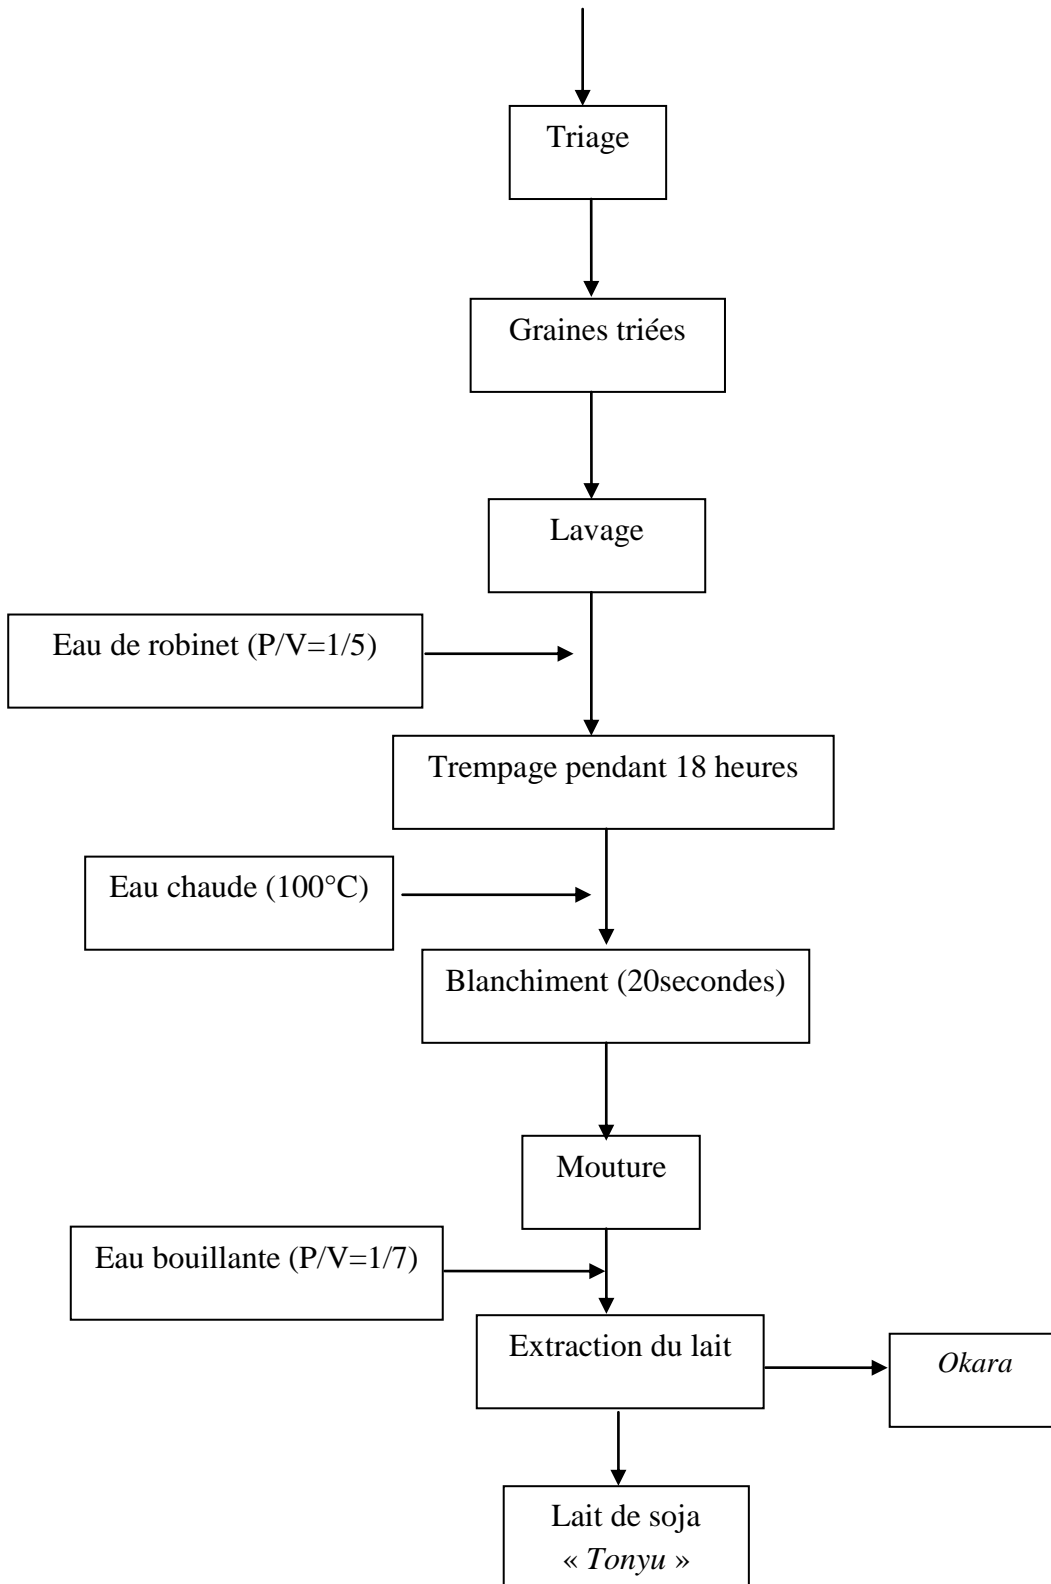 Triage
Graines triées
Lavage
Eau de robinet (P/V=1/5)
Trempage pendant 18 heures
Eau chaude (100°C)
Blanchiment (20secondes)
Mouture
Eau bouillante (P/V=1/7)
Extraction du lait
Okara
Lait de soja
« Tonyu »